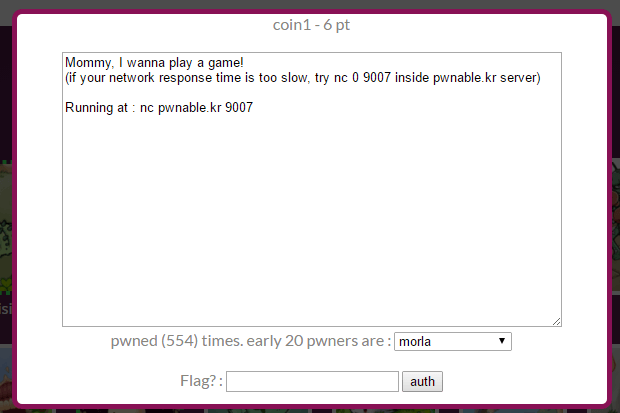 coin1 - 6 pt
Mommy, I wanna play a game!
(if your network response time is too slow, try nc 0 9007 inside pwnable.kr server)
Running at : nc pwnable.kr 9007
pwned (554) times. early 20 pwners are : morla
Flag? : auth